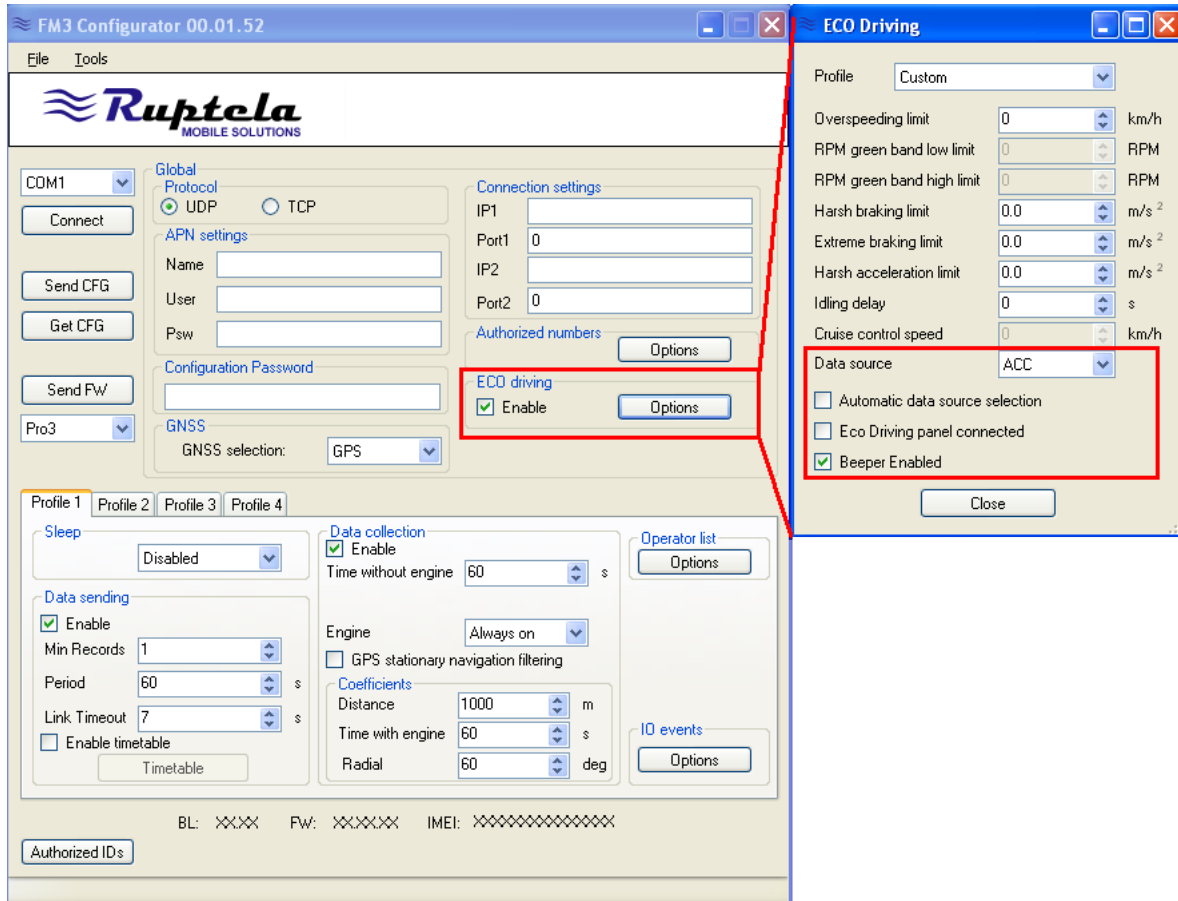 FM3 Configurator 00.01.52
File Tools
Ruptela
MOBILE SOLUTIONS
COM1
Connect
Send CFG
Get CFG
Send FW
Pro3
Global
Protocol
UDP TCP
APN settings
Name
User
Psw
Configuration Password
GNSS
GNSS selection: GPS
Connection settings
IP1
Port1 0
IP2
Port2 0
Authorized numbers
Options
ECO driving
Enable Options
Profile 1 Profile 2 Profile 3 Profile 4
Sleep
Disabled
Data sending
Enable
Min Records 1
Period 60 s
Link Timeout 7 s
Enable timetable
Timetable
Data collection
Enable
Time without engine 60 s
Engine Always on
GPS stationary navigation filtering
Coefficients
Distance 1000 m
Time with engine 60 s
Radial 60 deg
Operator list
Options
IO events
Options
BL: XX.XX FW: XX.XX.XX IMEI: XXXXXXXXXXXXXXX
Authorized IDs
ECO Driving
Profile Custom
Overspeeding limit 0 km/h
RPM green band low limit 0 RPM
RPM green band high limit 0 RPM
Harsh braking limit 0.0 m/s 2
Extreme braking limit 0.0 m/s 2
Harsh acceleration limit 0.0 m/s 2
Idling delay 0 s
Cruise control speed 0 km/h
Data source ACC
Automatic data source selection
Eco Driving panel connected
Beeper Enabled
Close